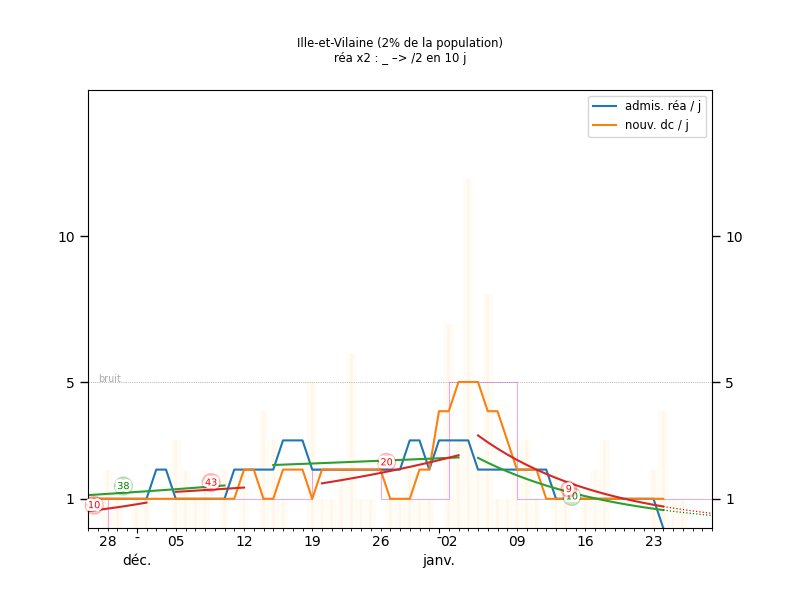 Ille-et-Vilaine (2% de la population)
réa x2 : _ –> /2 en 10 j
admis. réa / j
nouv. dc / j
10 10
bruit
5 5
38
43
20
9
10
10
1 1
28 - 05 12 19 26 -02 09 16 23
déc. janv.